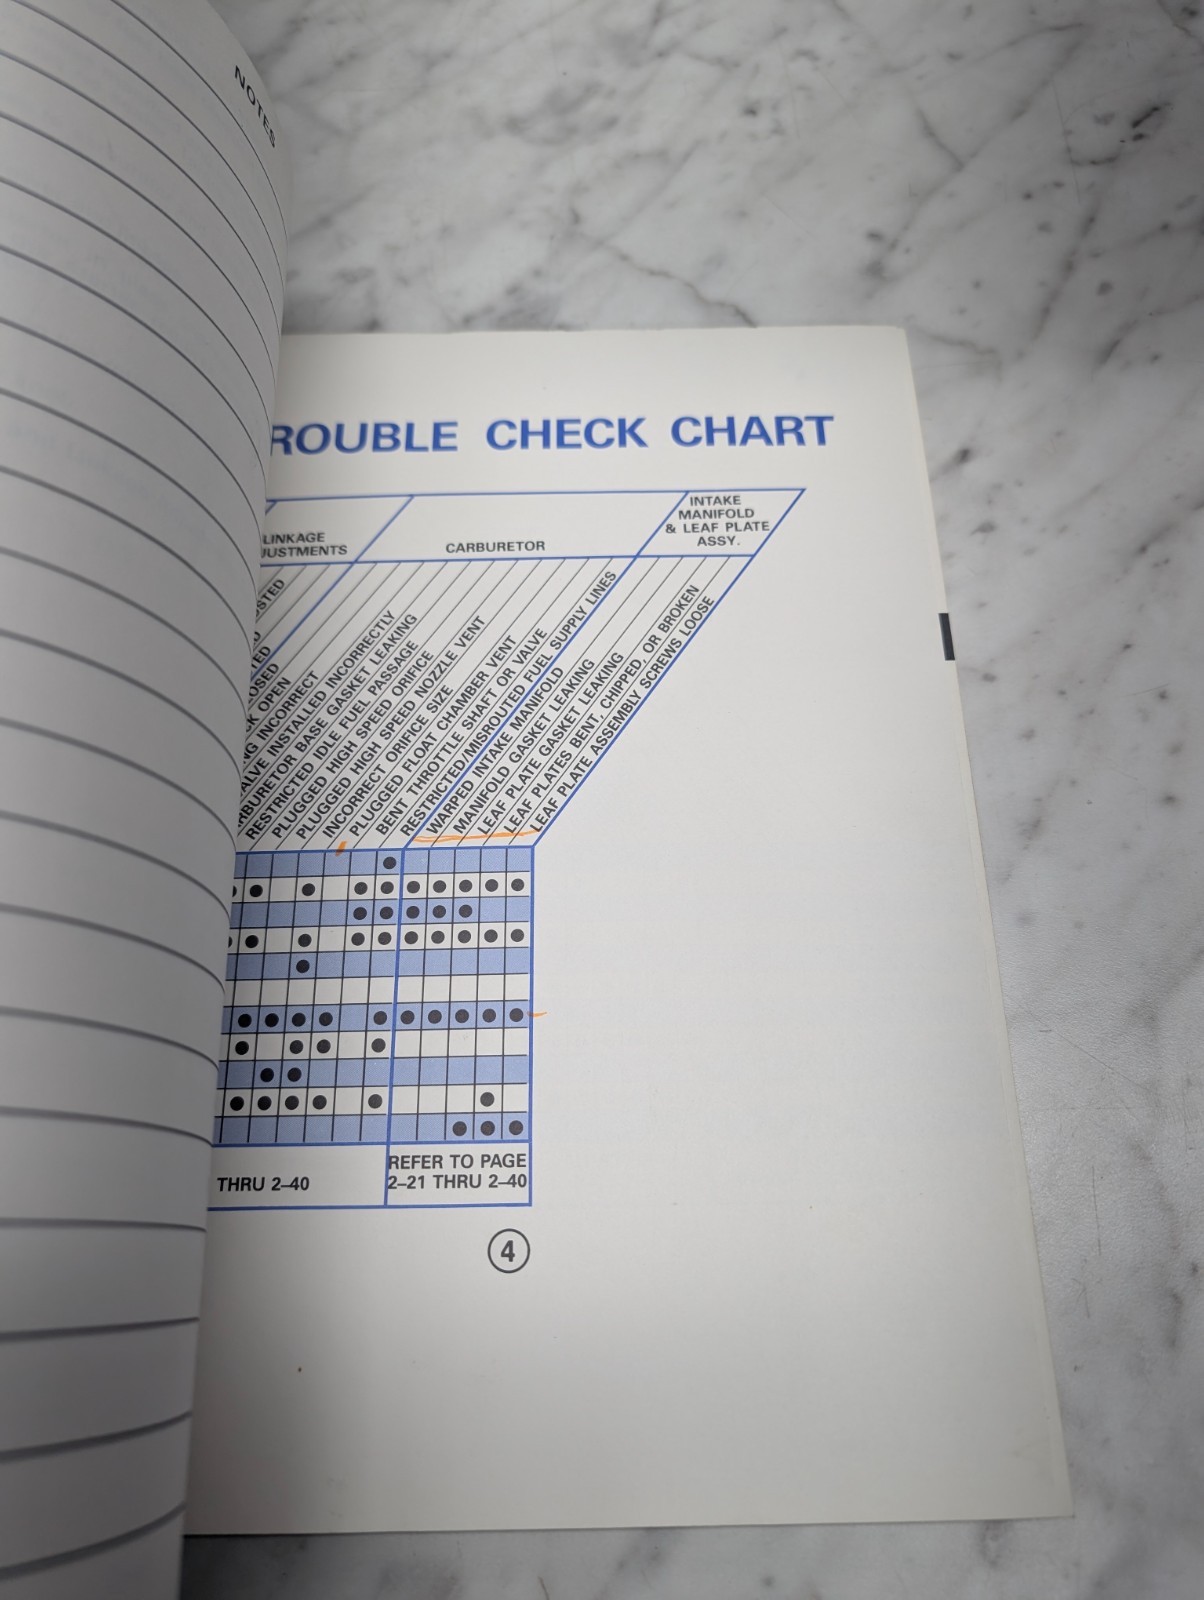 NOTES
ROUBLE CHECK CHART
LINKAGE
JUSTMENTS
CARBURETOR
INTAKE
MANIFOLD
& LEAF PLATE
ASSY.
OPEN
INCORRECT
VALVE INSTALLED INCORRECTLY
RBURETOR BASE GASKET LEAKING
RESTRICTED IDLE FUEL PASSAGE
PLUGGED HIGH SPEED ORIFICE
PLUGGED HIGH SPEED NOZZLE VENT
INCORRECT ORIFICE SIZE
PLUGGED FLOAT CHAMBER VENT
BENT THROTTLE SHAFT OR VALVE
RESTRICTED/MISROUTED FUEL SUPPLY LINES
WARPED INTAKE MANIFOLD
MANIFOLD GASKET LEAKING
LEAF PLATE GASKET LEAKING
LEAF PLATES BENT, CHIPPED, OR BROKEN
LEAF PLATE ASSEMBLY SCREWS LOOSE
THRU 2–40
REFER TO PAGE
2–21 THRU 2–40
4